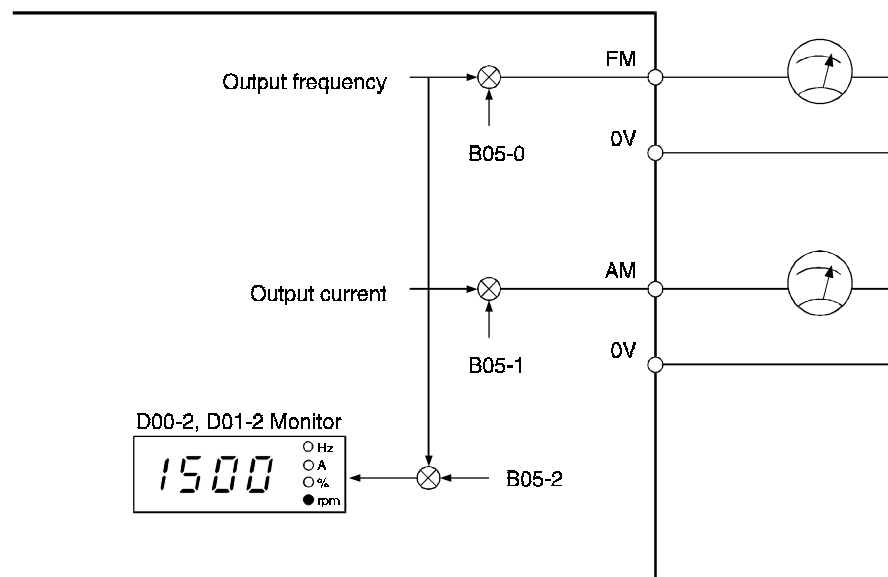 FM
Output frequency
0V
B05-0
AM
Output current
0V
B05-1
D00-2, D01-2 Monitor
1500
Hz
A
%
rpm
B05-2